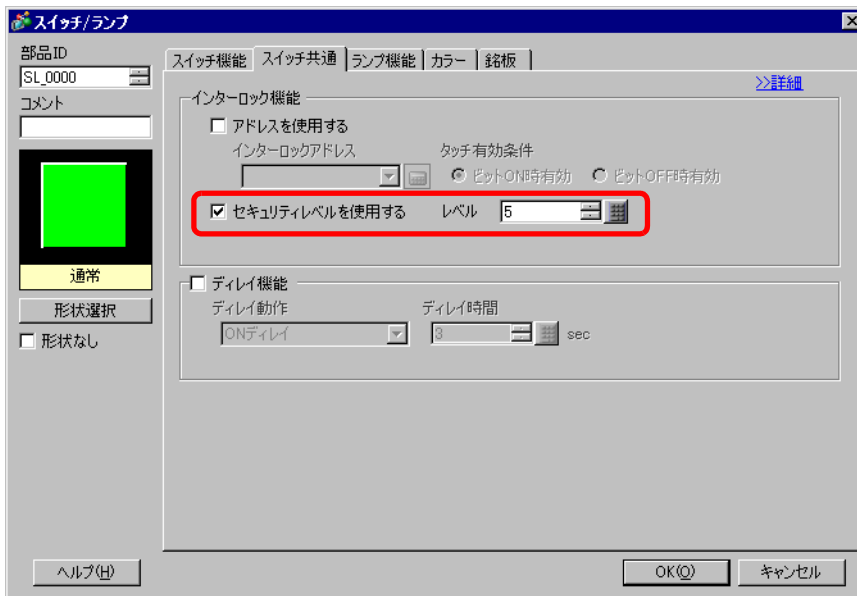 スイッチ/ランプ
部品ID
SL_0000
コメント
通常
形状選択
形状なし
スイッチ機能 スイッチ共通 ランプ機能 カラー 銘板
>>詳細
インターロック機能
アドレスを使用する
インターロックアドレス タッチ有効条件
ビットON時有効 ビットOFF時有効
セキュリティレベルを使用する レベル 5
ディレイ機能
ディレイ動作 ディレイ時間
ONディレイ 3 sec
ヘルプ(H) OK(O) キャンセル